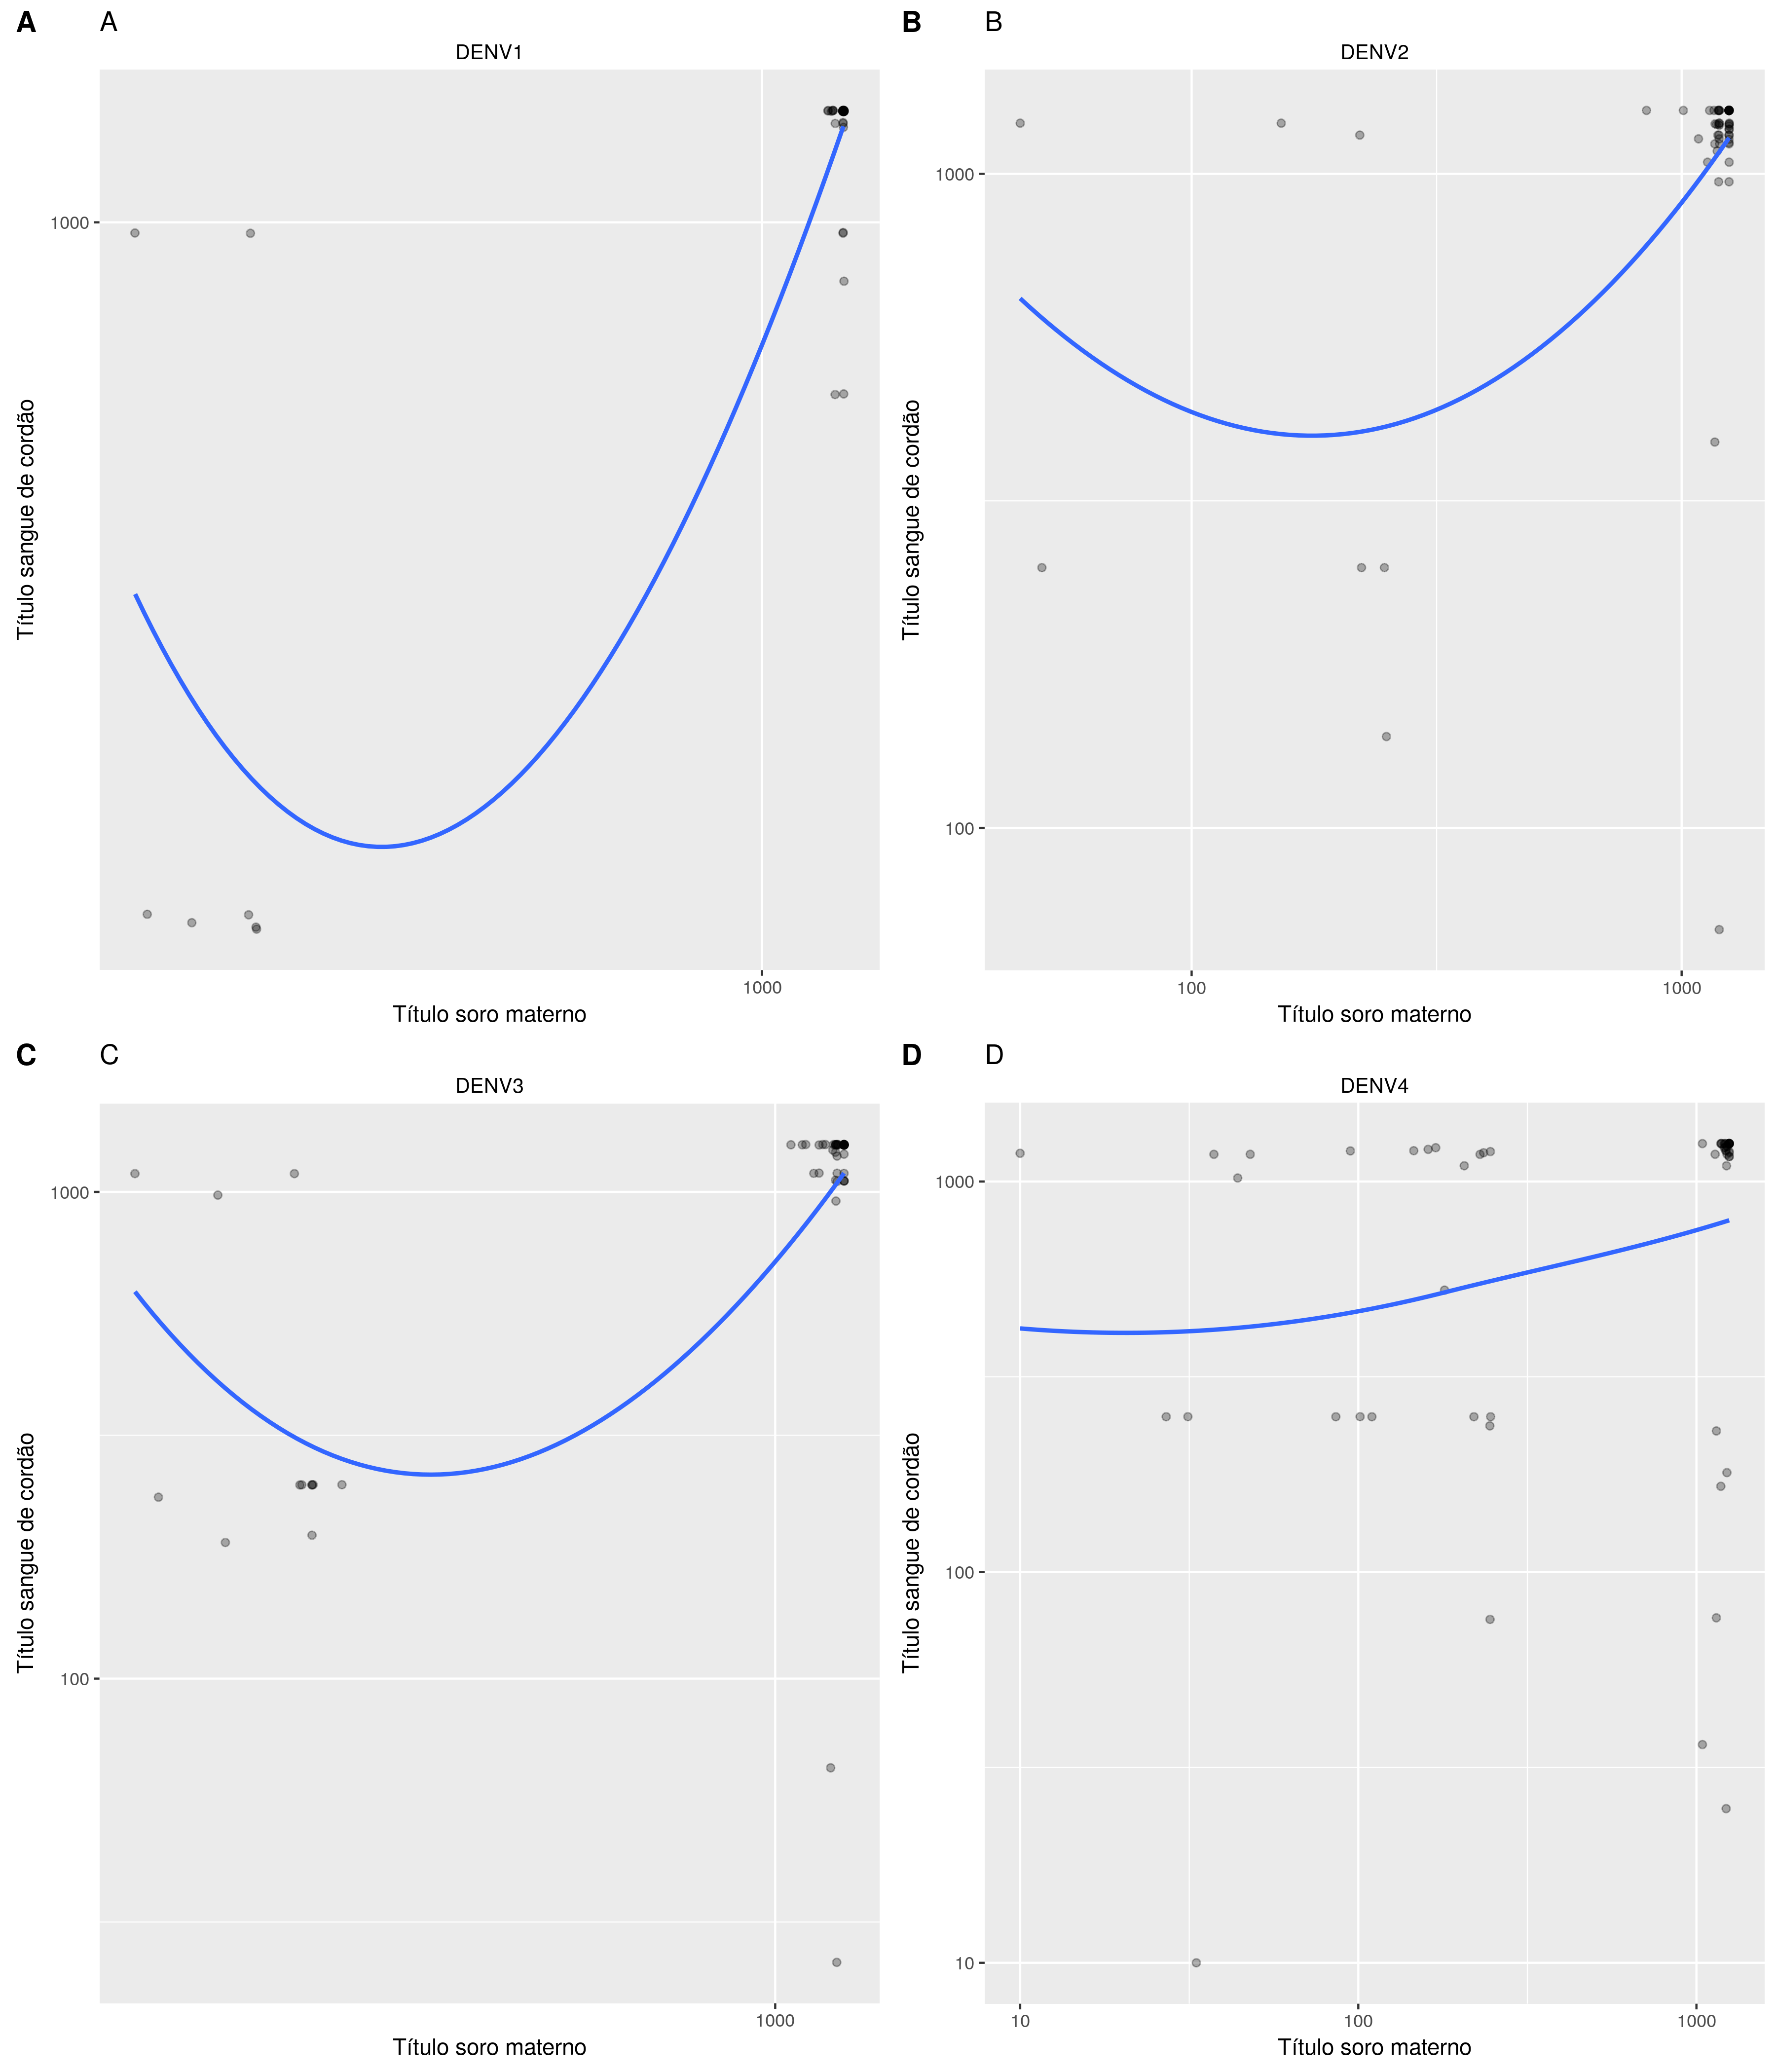 A A
DENV1
1000
Título sangue de cordão
1000
Título soro materno
B B
DENV2
1000
100
Título sangue de cordão
100 1000
Título soro materno
C C
DENV3
1000
100
Título sangue de cordão
1000
Título soro materno
D D
DENV4
1000
100
10
Título sangue de cordão
10 100 1000
Título soro materno